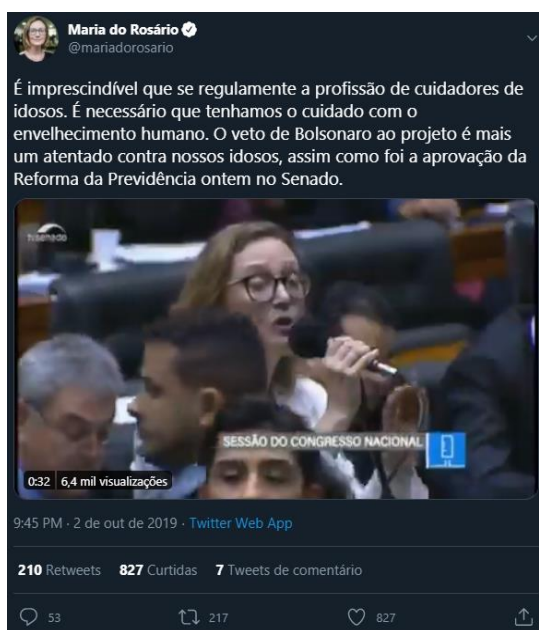 Maria do Rosário
@mariadorosario
É imprescindível que se regulamente a profissão de cuidadores de
idosos. É necessário que tenhamos o cuidado com o
envelhecimento humano. O veto de Bolsonaro ao projeto é mais
um atentado contra nossos idosos, assim como foi a aprovação da
Reforma da Previdência ontem no Senado.
tvsenado
SESSÃO DO CONGRESSO NACIONAL
0:32 6,4 mil visualizações
9:45 PM · 2 de out de 2019 · Twitter Web App
210 Retweets 827 Curtidas 7 Tweets de comentário
53 217 827